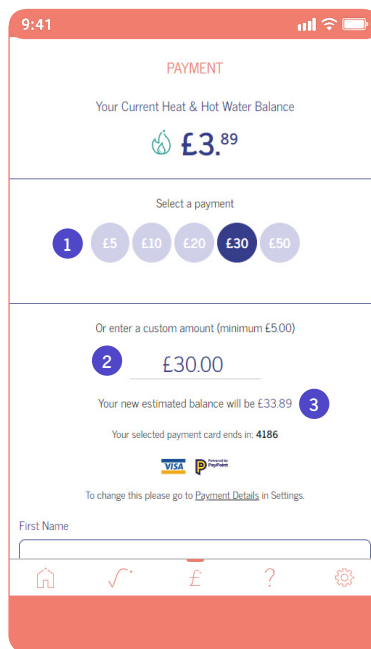 9:41
PAYMENT
Your Current Heat & Hot Water Balance
£3.89
Select a payment
1 £5 £10 £20 £30 £50
Or enter a custom amount (minimum £5.00)
2 £30.00
Your new estimated balance will be £33.89 3
Your selected payment card ends in: 4186
VISA Powered by PayPoint
To change this please go to Payment Details in Settings.
First Name
£ ?